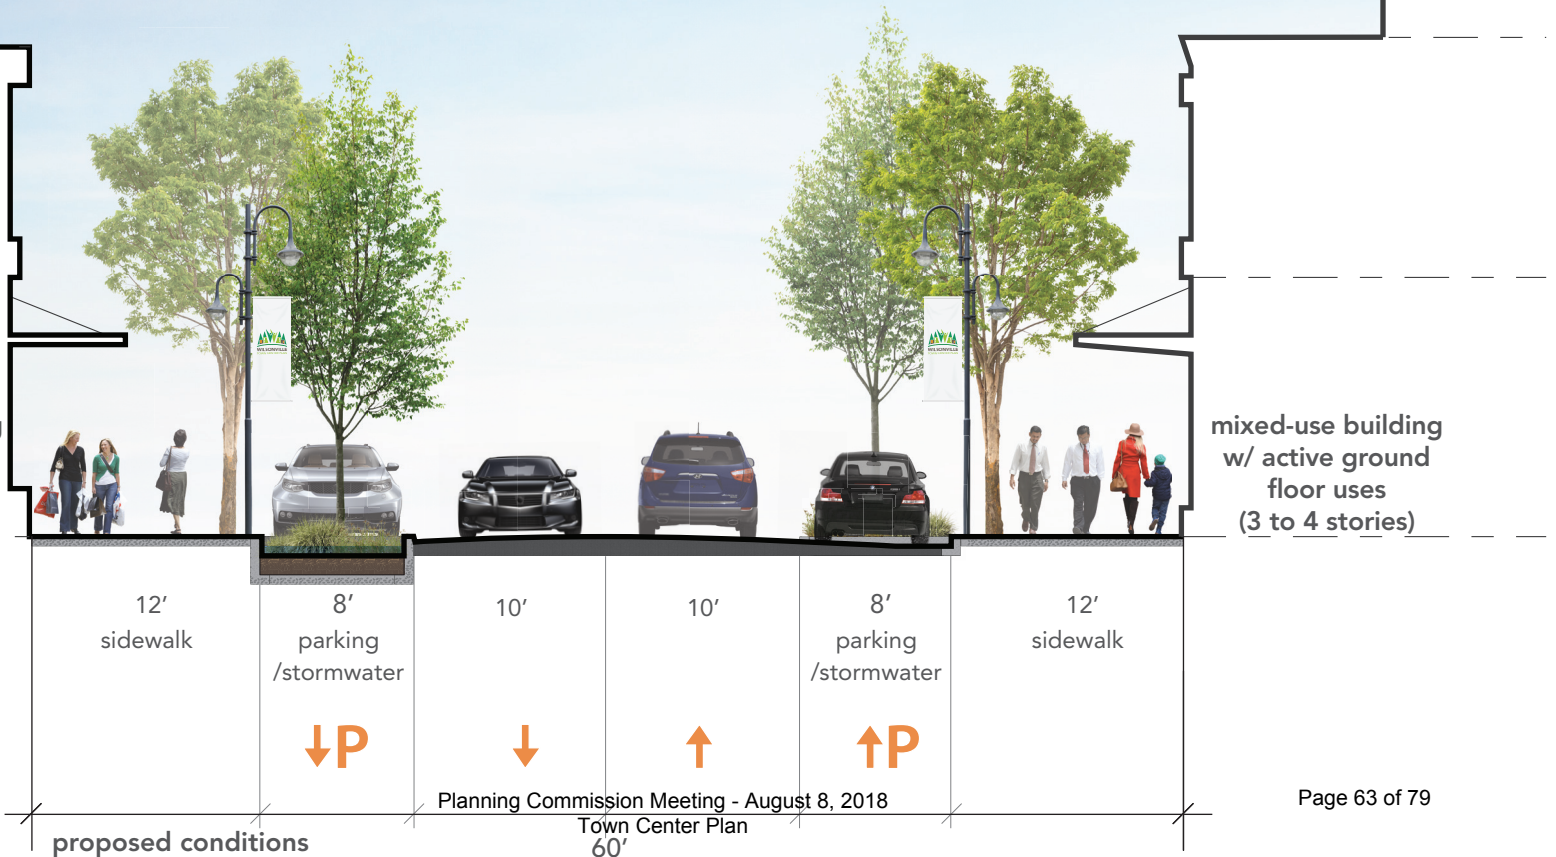 WILSONVILLE
WILSONVILLE
mixed-use building
w/ active ground
floor uses
(3 to 4 stories)
12’
sidewalk
8’
parking
/stormwater
10’
10’
8’
parking
/stormwater
12’
sidewalk
P
P
Planning Commission Meeting - August 8, 2018
Town Center Plan
Page 63 of 79
proposed conditions
60’